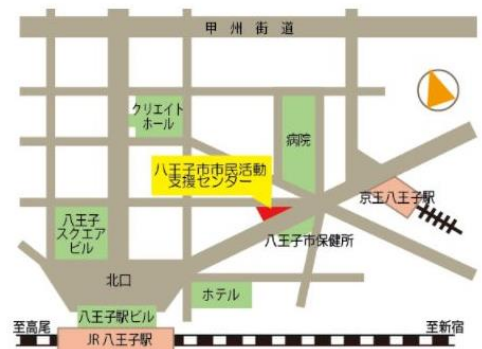 甲州街道
クリエイト
ホール
病院
八王子市市民活動
支援センター
京王八王子駅
八王子
スクエア
ビル
八王子市保健所
北口
ホテル
八王子駅ビル
至高尾
至新宿
JR八王子駅